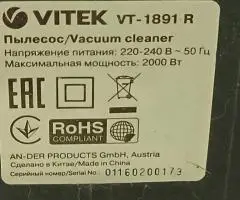 VITEK VT-1891 R
Пылесос/Vacuum cleaner
Напряжение питания: 220-240 В ~ 50 Гц
Максимальная мощность: 2000 Вт
EAC
RoHS
COMPLIANT
AN-DER PRODUCTS GmbH, Austria
Сделано в Китае/Made in China
Серийный номер/Serial No.: 01160200173